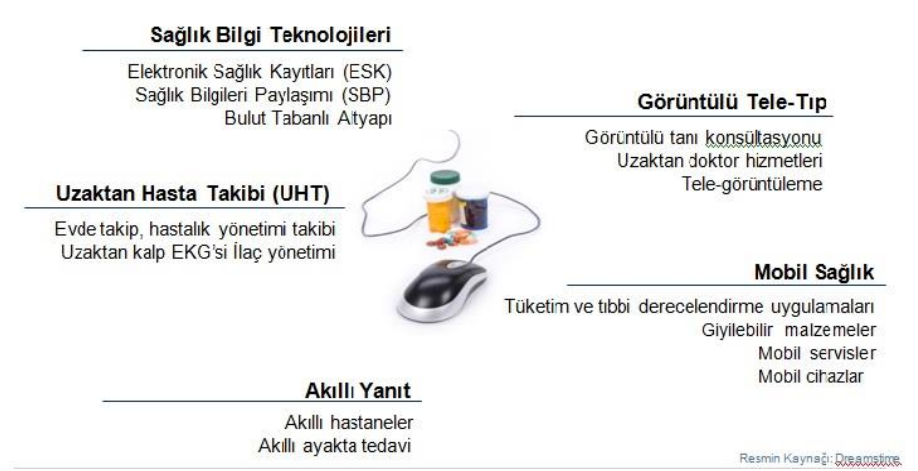 Sağlık Bilgi Teknolojileri
Elektronik Sağlık Kayıtları (ESK)
Sağlık Bilgileri Paylaşımı (SBP)
Bulut Tabanlı Altyapı
Görüntülü Tele-Tıp
Görüntülü tanı konsültasyonu
Uzaktan doktor hizmetleri
Tele-görüntüleme
Uzaktan Hasta Takibi (UHT)
Evde takip, hastalık yönetimi takibi
Uzaktan kalp EKG'si İlaç yönetimi
Mobil Sağlık
Tüketim ve tıbbi derecelendirme uygulamaları
Giyilebilir malzemeler
Mobil servisler
Mobil cihazlar
Akıllı Yanıt
Akıllı hastaneler
Akıllı ayakta tedavi
Resmin Kaynağı: Dreamstime